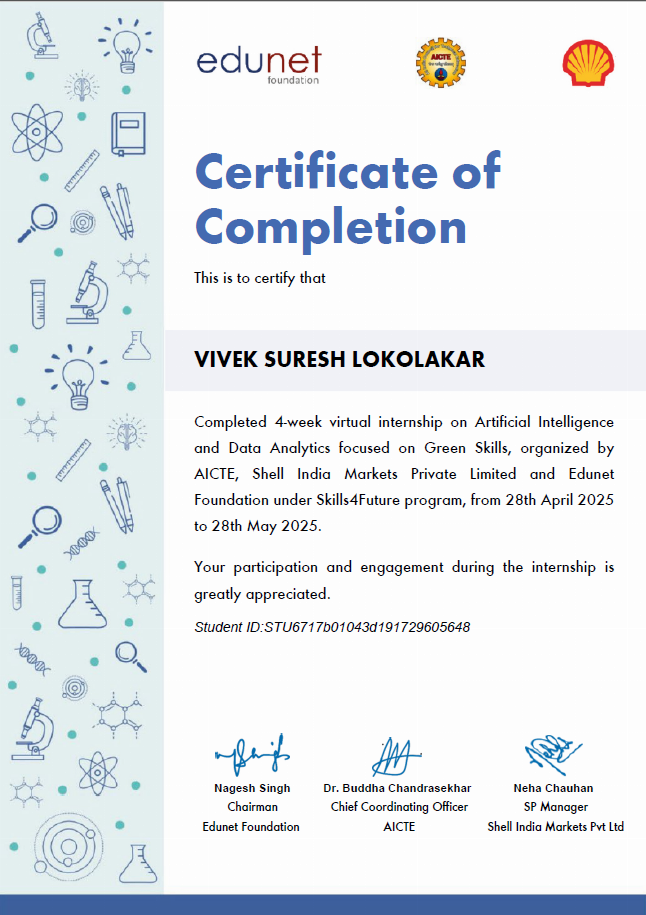 edunet
foundation
AICTE
Certificate of
Completion
This is to certify that
VIVEK SURESH LOKOLAKAR
Completed 4-week virtual internship on Artificial Intelligence
and Data Analytics focused on Green Skills, organized by
AICTE, Shell India Markets Private Limited and Edunet
Foundation under Skills4Future program, from 28th April 2025
to 28th May 2025.
Your participation and engagement during the internship is
greatly appreciated.
Student ID:STU6717b01043d191729605648
Nagesh Singh
Chairman
Edunet Foundation
Dr. Buddha Chandrasekhar
Chief Coordinating Officer
AICTE
Neha Chauhan
SP Manager
Shell India Markets Pvt Ltd